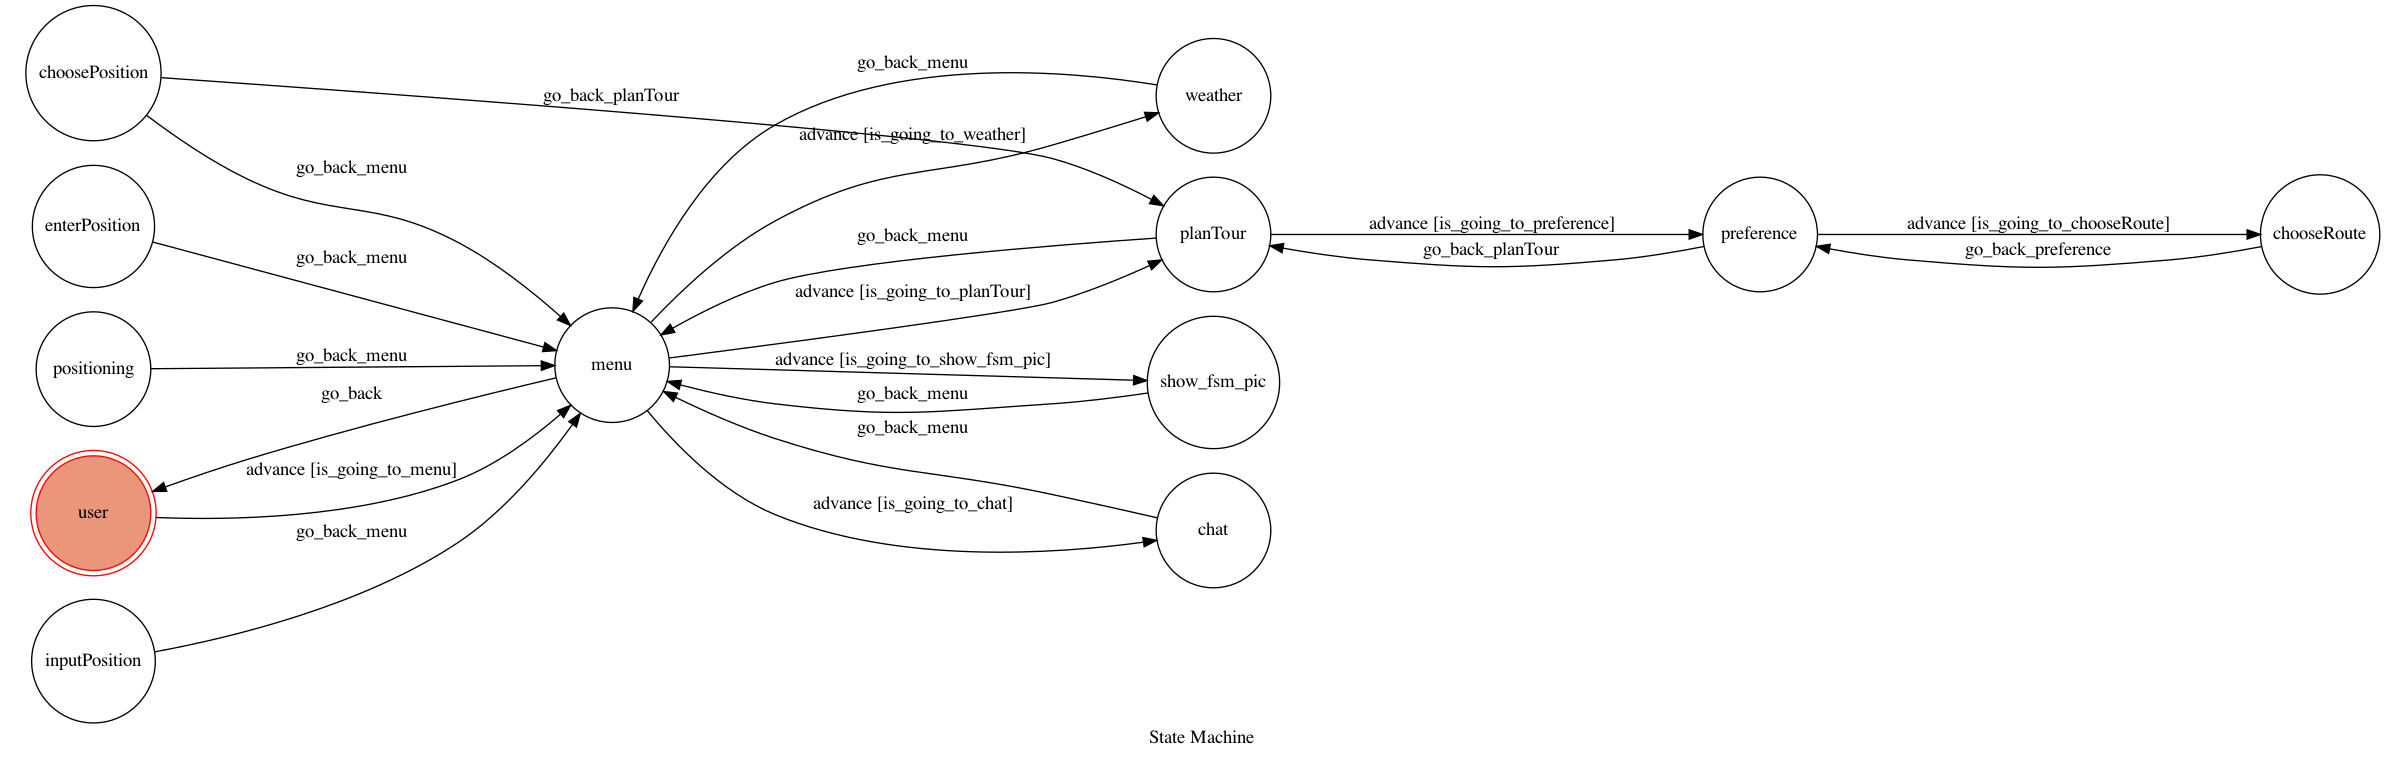 choosePosition
enterPosition
positioning
user
inputPosition
go_back_planTour
go_back_menu
go_back_menu
go_back_menu
go_back
advance [is_going_to_menu]
go_back_menu
menu
go_back_menu
advance [is_going_to_weather]
go_back_menu
advance [is_going_to_planTour]
advance [is_going_to_show_fsm_pic]
go_back_menu
go_back_menu
advance [is_going_to_chat]
weather
planTour
show_fsm_pic
chat
advance [is_going_to_preference]
go_back_planTour
preference
advance [is_going_to_chooseRoute]
go_back_preference
chooseRoute
State Machine